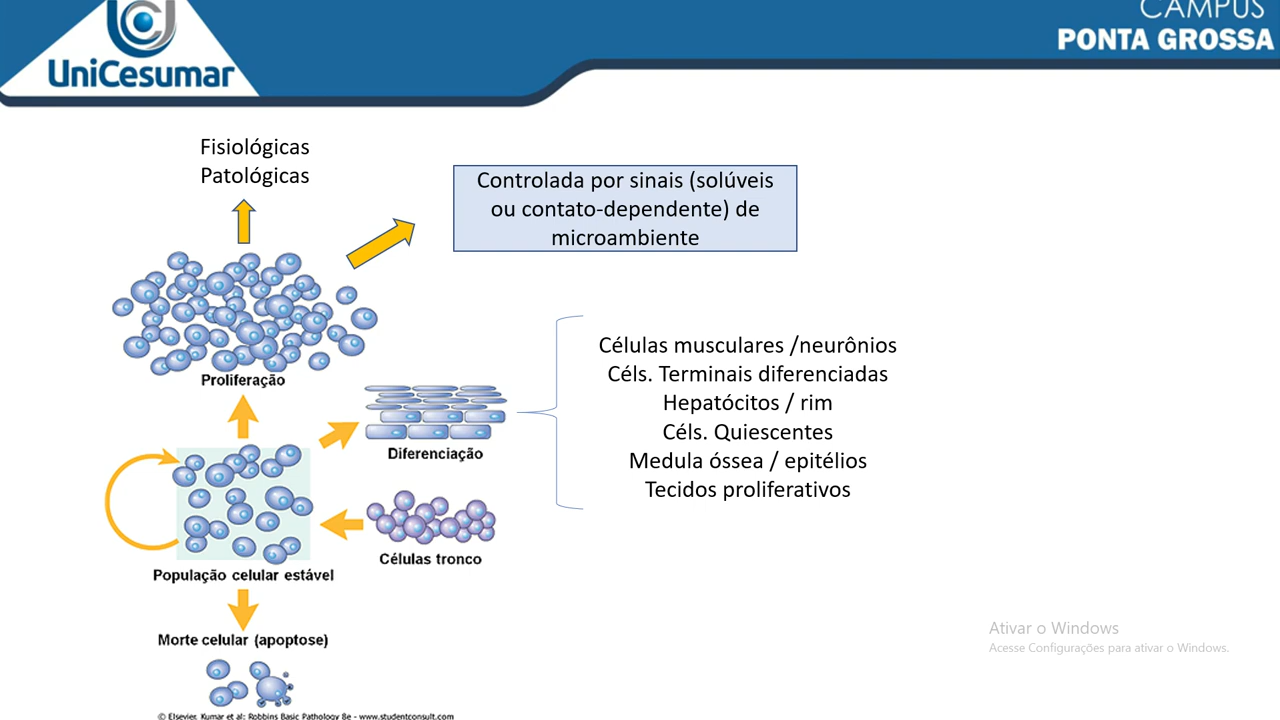 CAMPUS
PONTA GROSSA
UniCesumar
Fisiológicas
Patológicas
Controlada por sinais (solúveis
ou contato-dependente) de
microambiente
Proliferação
Células musculares /neurônios
Céls. Terminais diferenciadas
Hepatócitos / rim
Céls. Quiescentes
Medula óssea / epitélios
Tecidos proliferativos
Diferenciação
Células tronco
População celular estável
Morte celular (apoptose)
Ativar o Windows
Acesse Configurações para ativar o Windows.
© Elsevier. Kumar et al: Robbins Basic Pathology 8e - www.studentconsult.com